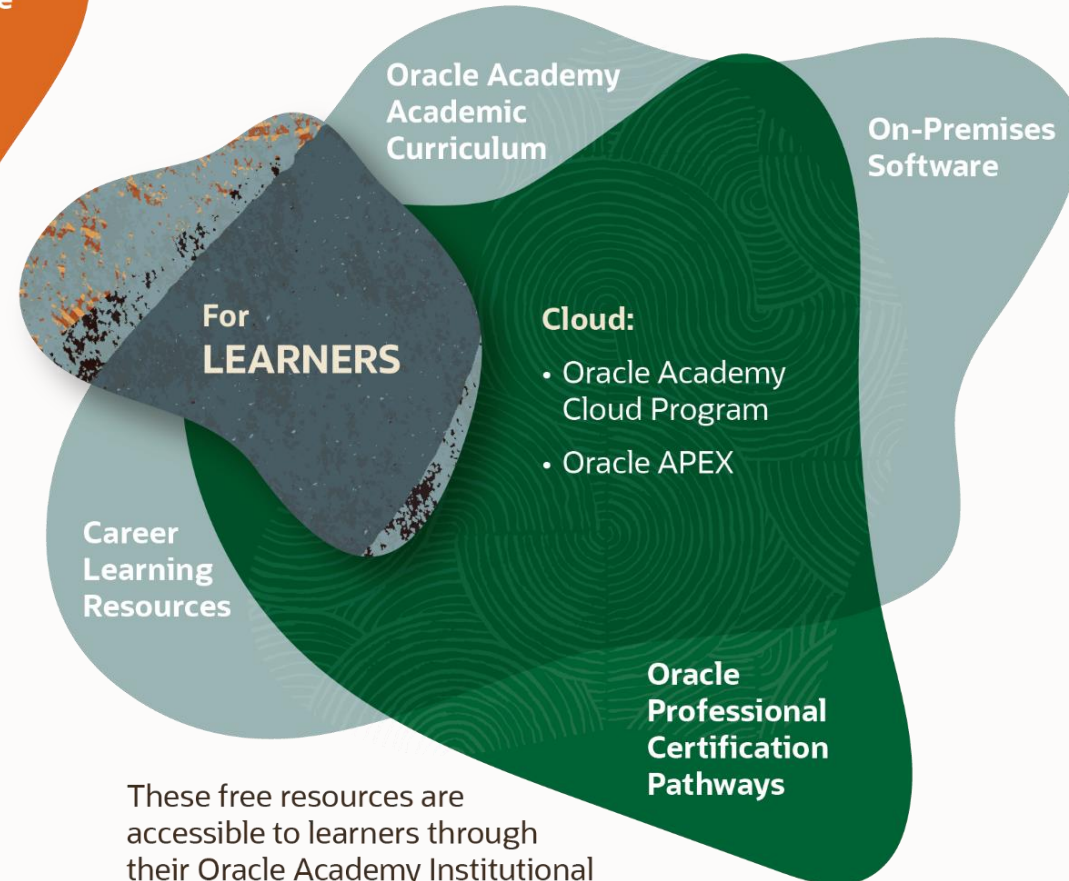 Oracle Academy
Academic
Curriculum
On-Premises
Software
For
LEARNERS
Cloud:
• Oracle Academy
Cloud Program
• Oracle APEX
Career
Learning
Resources
Oracle
Professional
Certification
Pathways
These free resources are
accessible to learners through
their Oracle Academy Institutional